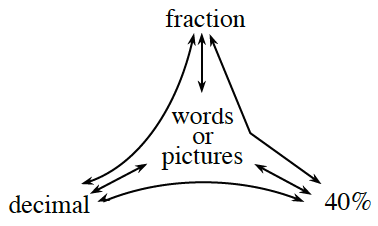 fraction
words
or
pictures
decimal
40%